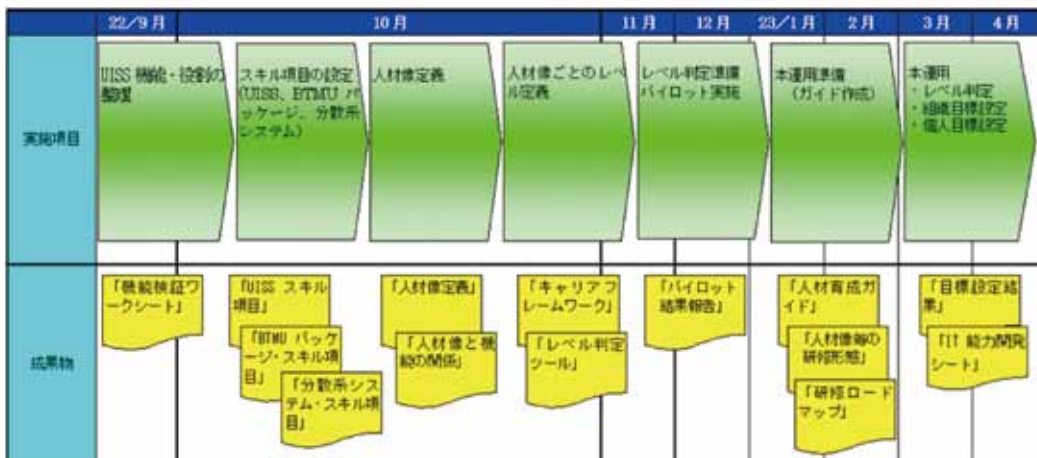 22／9月 10月 11月 12月 23/1月 2月 3月 4月
実施項目
UISS 機能・役割の
整理
スキル項目の設定
(UISS、BTMU パ
ッケージ、分散系
システム)
人材像定義
人材像ごとのレベ
ル定義
レベル判定準備
パイロット実施
本運用準備
（ガイド作成）
本運用
・レベル判定
・組織目標設定
・個人目標設定
成果物
「機能検証ワ
ークシート」
「UISS スキル
項目」
「BTMU パッケ
ージ・スキル項
目」
「分散系シス
テム・スキル項
目」
「人材像定義」
「人材像と機
能の関係」
「キャリアフ
レームワーク」
「レベル判定
ツール」
「パイロット
結果報告」
「人材育成ガ
イド」
「人材像毎の
研修形態」
「研修ロード
マップ」
「目標設定結
果」
「IT 能力開発
シート」